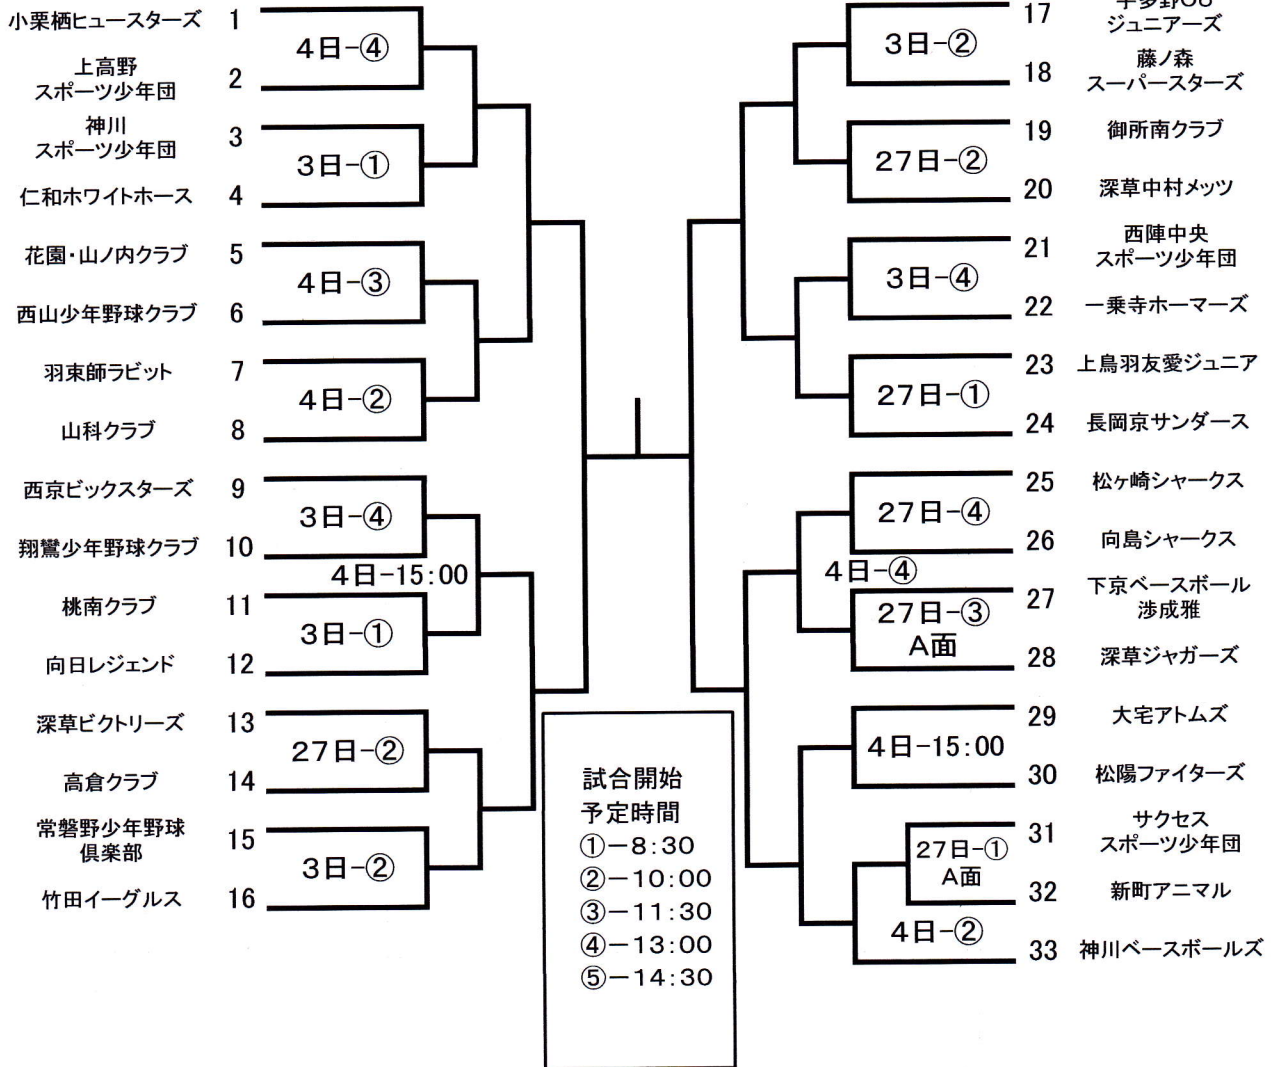 小栗栖ヒュースターズ 1
4日-④
上高野
スポーツ少年団 2
神川
スポーツ少年団 3
3日-①
仁和ホワイトホース 4
花園・山ノ内クラブ 5
4日-③
西山少年野球クラブ 6
羽束師ラビット 7
4日-②
山科クラブ 8
西京ビックスターズ 9
3日-④
翔鸞少年野球クラブ 10
4日-15:00
桃南クラブ 11
3日-①
向日レジェンド 12
深草ビクトリーズ 13
27日-②
高倉クラブ 14
常磐野少年野球
倶楽部 15
3日-②
竹田イーグルス 16
試合開始
予定時間
①-8:30
②-10:00
③-11:30
④-13:00
⑤-14:30
17
ジュニアーズ
3日-②
18 藤ノ森
スーパースターズ
19 御所南クラブ
27日-②
20 深草中村メッツ
21 西陣中央
スポーツ少年団
3日-④
22 一乗寺ホーマーズ
23 上鳥羽友愛ジュニア
27日-①
24 長岡京サンダース
25 松ヶ崎シャークス
27日-④
26 向島シャークス
4日-④
27 下京ベースボール
渉成雅
27日-③
A面
28 深草ジャガーズ
29 大宅アトムズ
4日-15:00
30 松陽ファイターズ
31 サクセス
スポーツ少年団
27日-①
A面
32 新町アニマル
4日-②
33 神川ベースボールズ